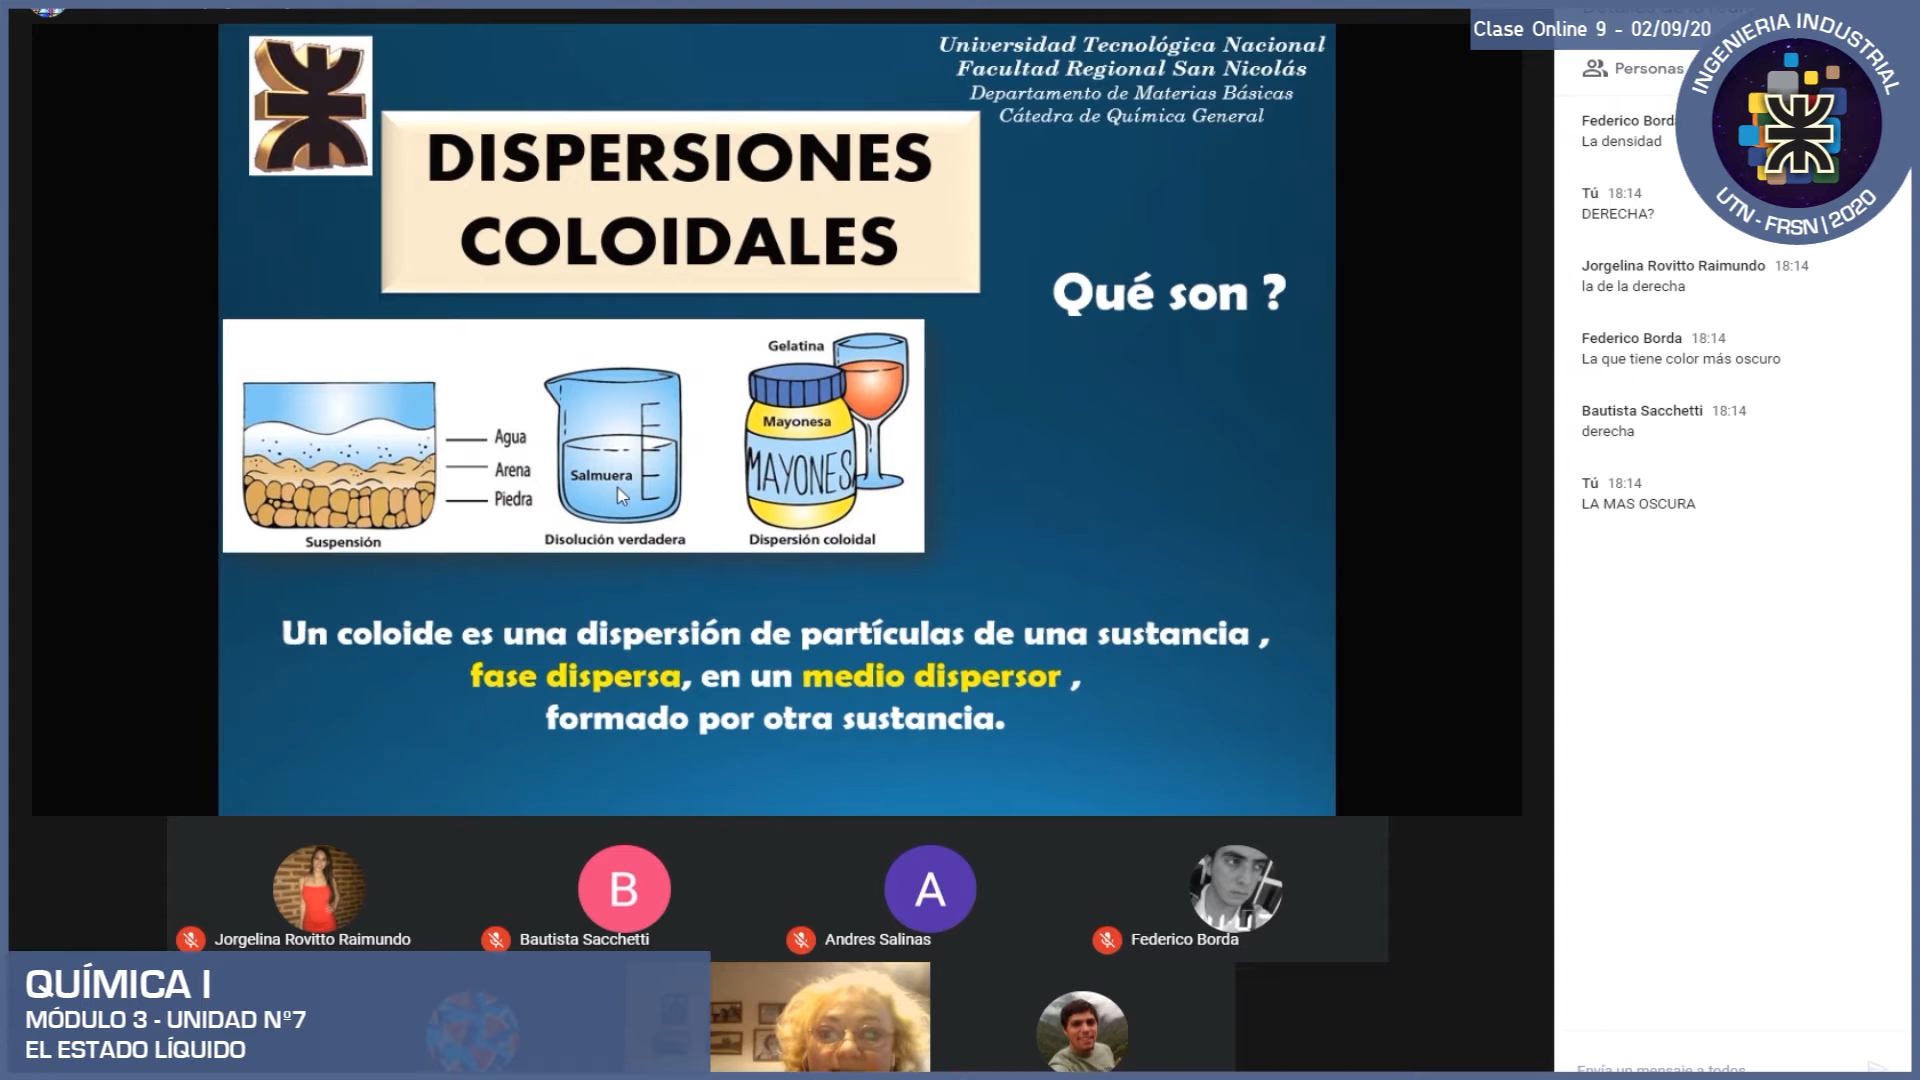 Clase Online 9 - 02/09/20
INGENIERIA INDUSTRIAL
UTN - FRSN | 2020
Universidad Tecnológica Nacional
Facultad Regional San Nicolás
Departamento de Materias Básicas
Cátedra de Química General
DISPERSIONES
COLOIDALES
Qué son ?
Gelatina
Mayonesa
MAYONES
Agua
Arena
Piedra
Salmuera
Suspensión
Disolución verdadera
Dispersión coloidal
Un coloide es una dispersión de partículas de una sustancia ,
fase dispersa, en un medio dispersor ,
formado por otra sustancia.
Personas
Federico Borda
La densidad
Tú 18:14
DERECHA?
Jorgelina Rovitto Raimundo 18:14
la de la derecha
Federico Borda 18:14
La que tiene color más oscuro
Bautista Sacchetti 18:14
derecha
Tú 18:14
LA MAS OSCURA
Envía un mensaje a todos
B
A
Jorgelina Rovitto Raimundo
Bautista Sacchetti
Andres Salinas
Federico Borda
QUÍMICA I
MÓDULO 3 - UNIDAD Nº7
EL ESTADO LÍQUIDO